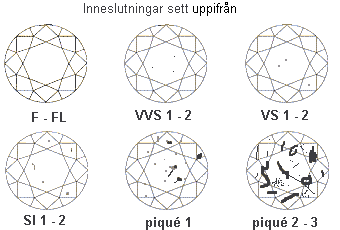 Inneslutningar sett uppifrån
F - FL VVS 1 - 2 VS 1 - 2
SI 1 - 2 piqué 1 piqué 2 - 3